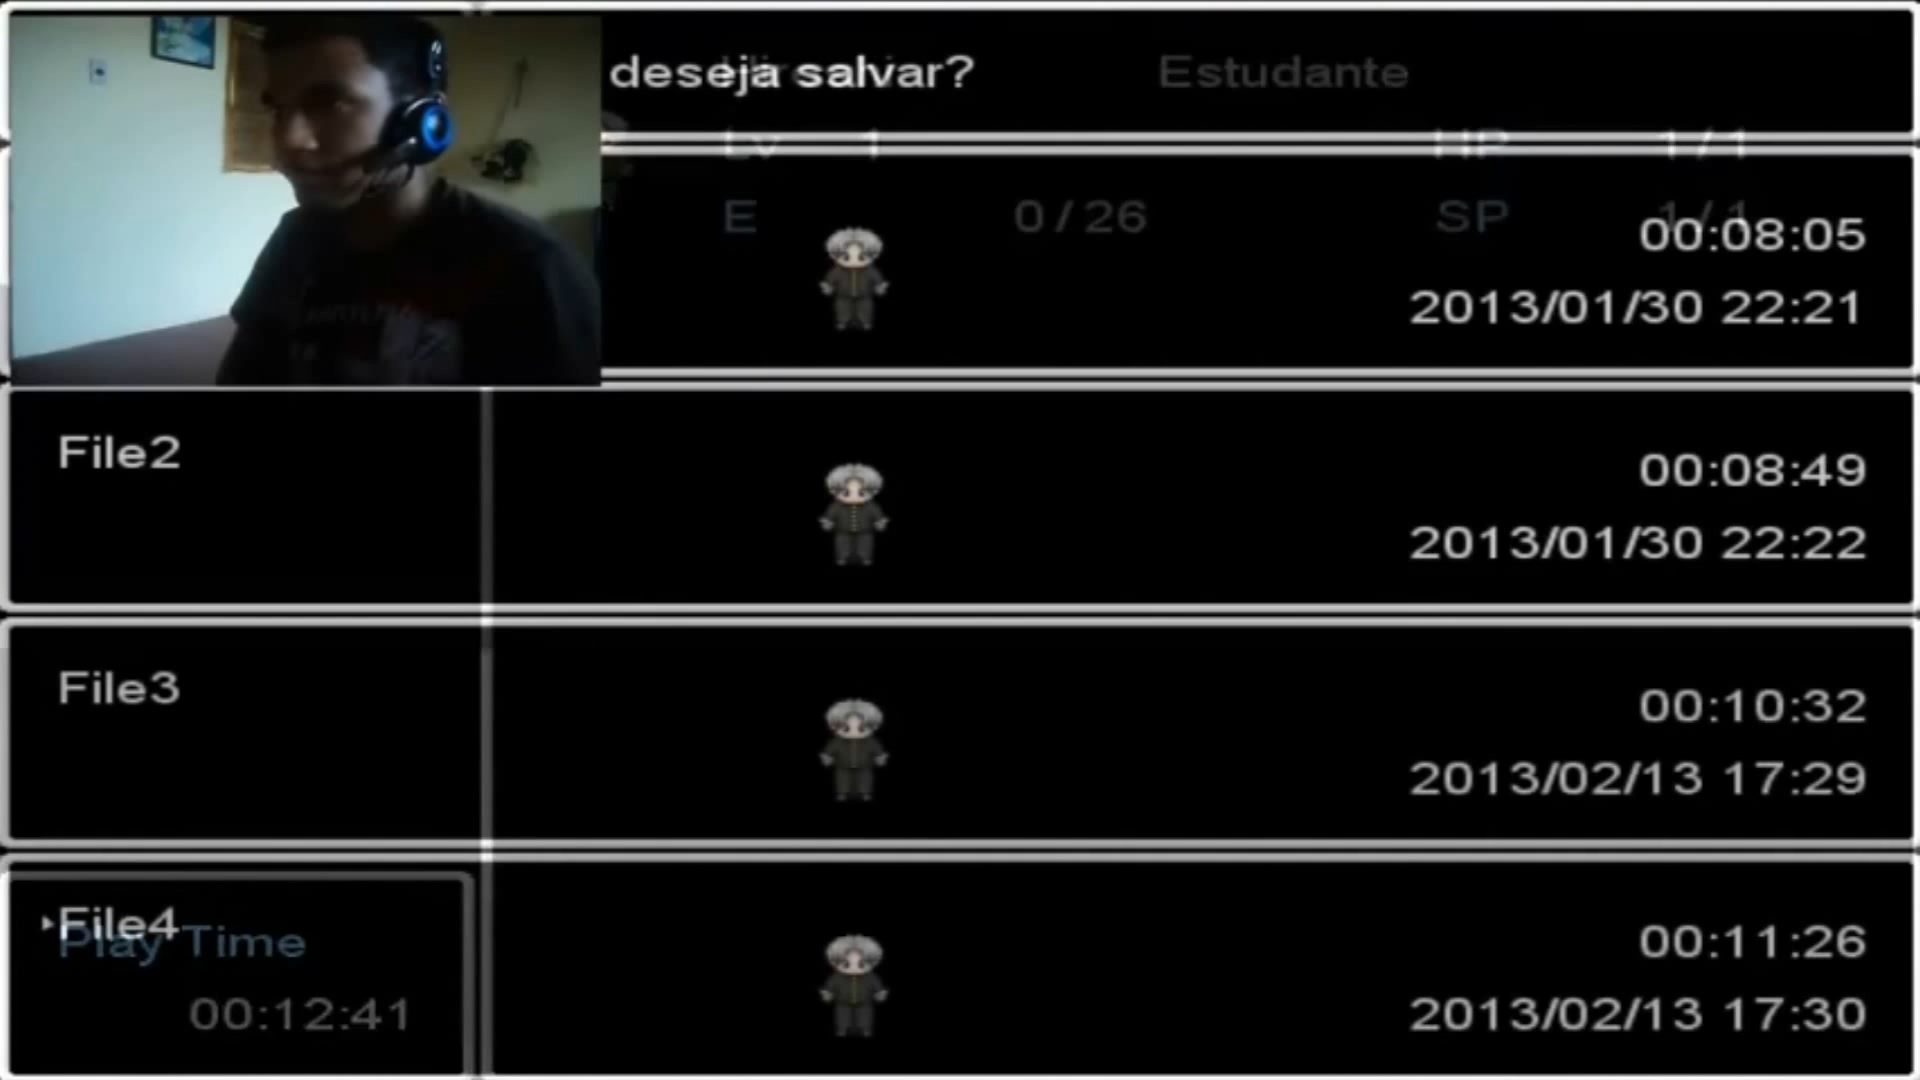 deseja salvar?
Estudante
Lv 1
HP 1/1
E 0/26
SP 1/1
00:08:05
2013/01/30 22:21
File2
00:08:49
2013/01/30 22:22
File3
00:10:32
2013/02/13 17:29
File4
00:11:26
Play Time
00:12:41
2013/02/13 17:30